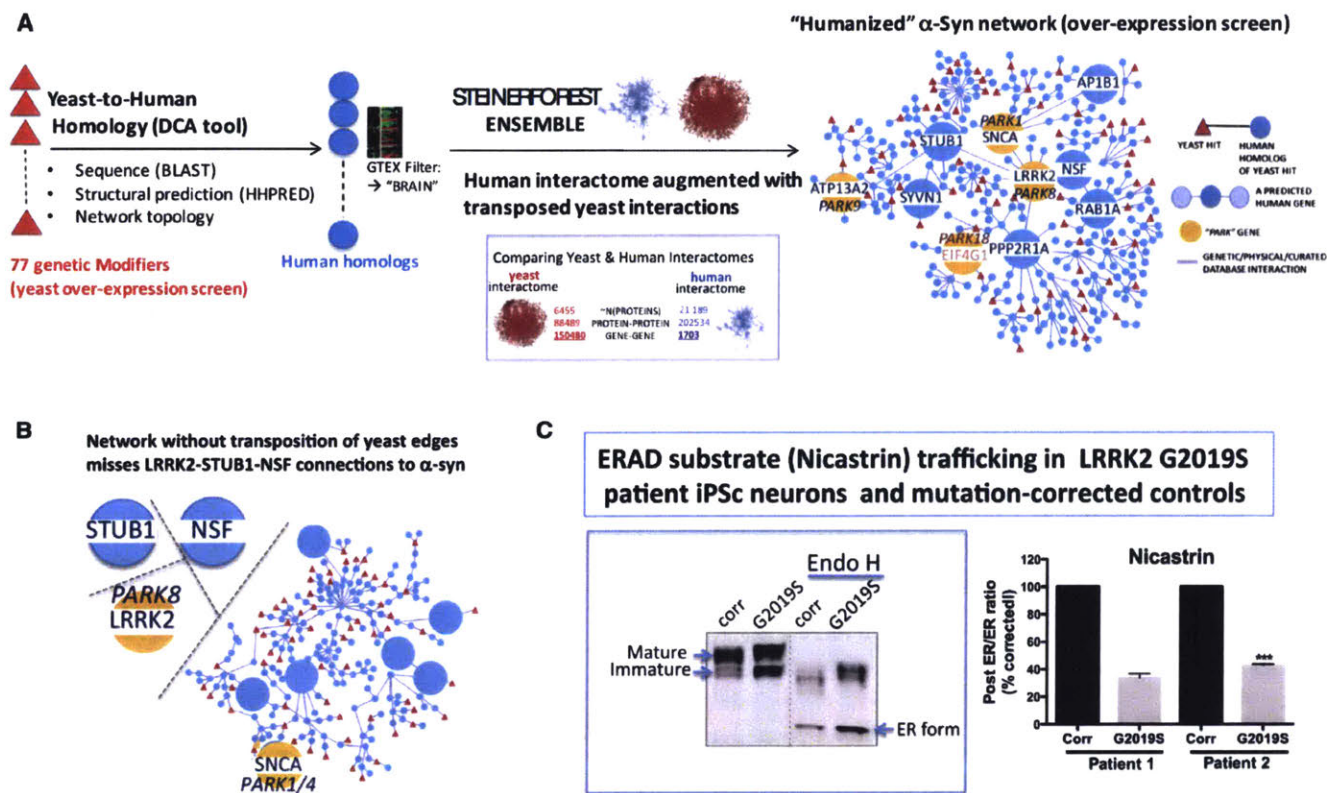 A
"Humanized" α-Syn network (over-expression screen)
Yeast-to-Human
Homology (DCA tool)
• Sequence (BLAST)
• Structural prediction (HHPRED)
• Network topology
77 genetic Modifiers
(yeast over-expression screen)
GTEX Filter:
→ "BRAIN"
Human homologs
STEINERFOREST
ENSEMBLE
Human interactome augmented with
transposed yeast interactions
Comparing Yeast & Human Interactomes
yeast
interactome
human
interactome
6455 ~N(PROTEINS) 21 189
88489 PROTEIN-PROTEIN 202534
150480 GENE-GENE 1703
AP1B1
PARK1
SNCA
STUB1
LRRK2
PARK8
NSF
ATP13A2
PARK9
SYVN1
RAB1A
PARK18
EIF4G1
PPP2R1A
YEAST HIT
HUMAN
HOMOLOG
OF YEAST HIT
A PREDICTED
HUMAN GENE
"PARK" GENE
GENETIC/PHYSICAL/CURATED
DATABASE INTERACTION
B
Network without transposition of yeast edges
misses LRRK2-STUB1-NSF connections to α-syn
STUB1
NSF
PARK8
LRRK2
SNCA
PARK1/4
C
ERAD substrate (Nicastrin) trafficking in LRRK2 G2019S
patient iPSc neurons and mutation-corrected controls
Endo H
corr
G2019S
corr
G2019S
Mature
Immature
ER form
Nicastrin
Post ER/ER ratio
(% corrected)
120
100
80
60
40
20
0
***
Corr G2019S Corr G2019S
Patient 1 Patient 2